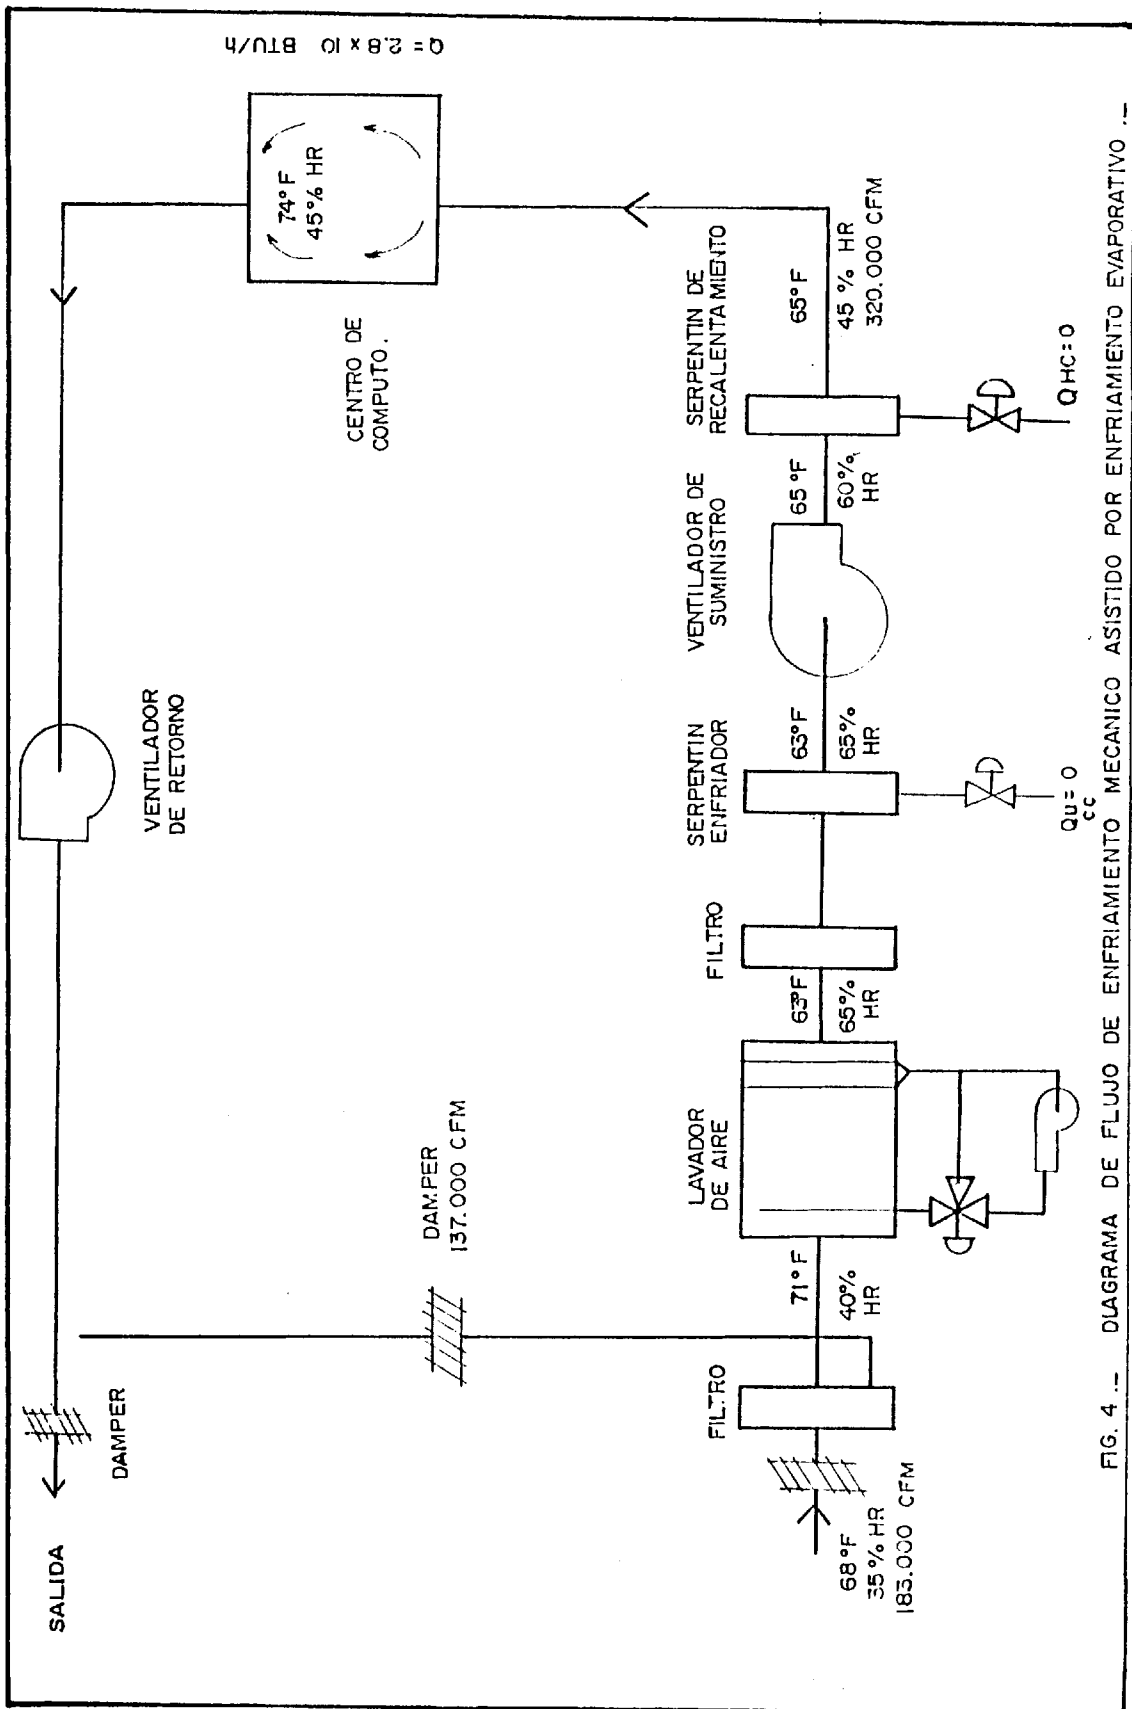 Q = 2.8 x 10 BTU/h
74°F
45% HR
CENTRO DE
COMPUTO.
VENTILADOR
DE RETORNO
DAMPER
SALIDA
DAMPER
137.000 CFM
68°F
35% HR
183.000 CFM
FILTRO
71°F
40%
HR
LAVADOR
DE AIRE
63°F
65%
HR
FILTRO
SERPENTIN
ENFRIADOR
Qu = 0
cc
63°F
65%
HR
VENTILADOR DE
SUMINISTRO
65°F
60%
HR
SERPENTIN DE
RECALENTAMIENTO
QHC=0
65°F
45% HR
320.000 CFM
FIG. 4 .- DIAGRAMA DE FLUJO DE ENFRIAMIENTO MECANICO ASISTIDO POR ENFRIAMIENTO EVAPORATIVO .-